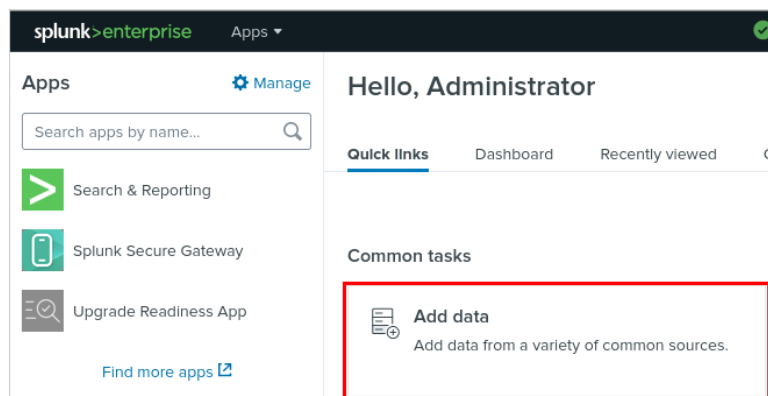 splunk>enterprise Apps
Apps
Manage
Search apps by name...
Search & Reporting
Splunk Secure Gateway
Upgrade Readiness App
Find more apps
Hello, Administrator
Quick links Dashboard Recently viewed
Common tasks
Add data
Add data from a variety of common sources.